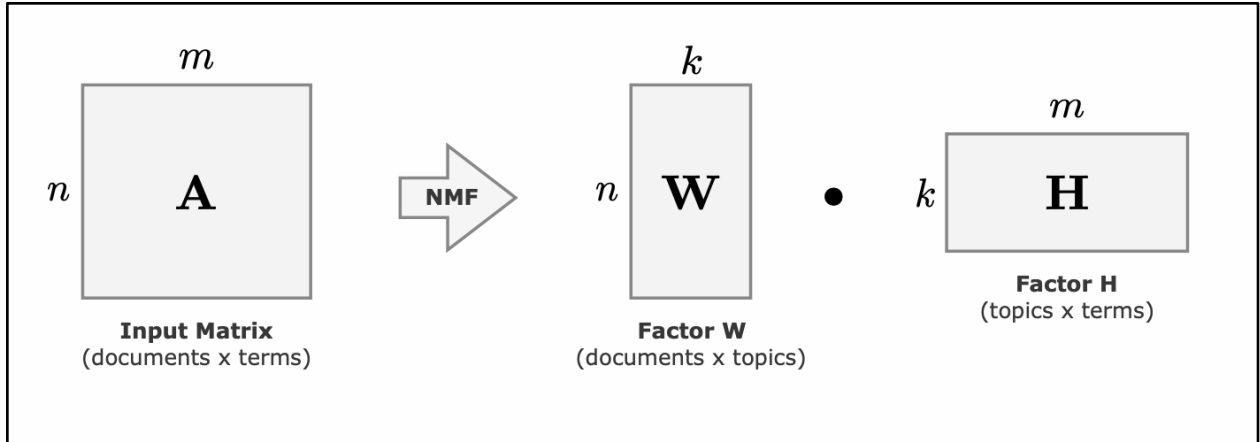 m
n
A
Input Matrix
(documents x terms)
NMF
k
n
W
Factor W
(documents x topics)
•
m
k
H
Factor H
(topics x terms)